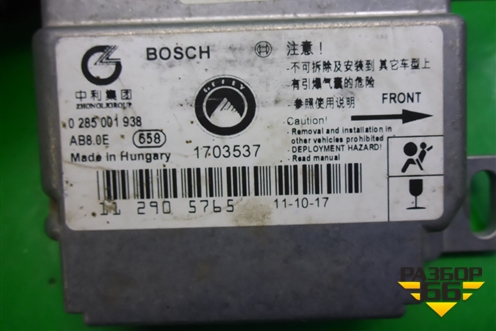 BOSCH
中利集团
ZHONGLIGROUP
0 285 001 938
AB8.0E 558
Made in Hungary
GEELY
1703537
注意！
- 不可拆除及安装到 其它车型上
- 有引爆气囊的危险
- 参照使用说明
Caution!
- Removal and installation in
other vehicles prohibited
- DEPLOYMENT HAZARD!
- Read manual
FRONT
11 290 5765
11-10-17
РАЗБОР
66